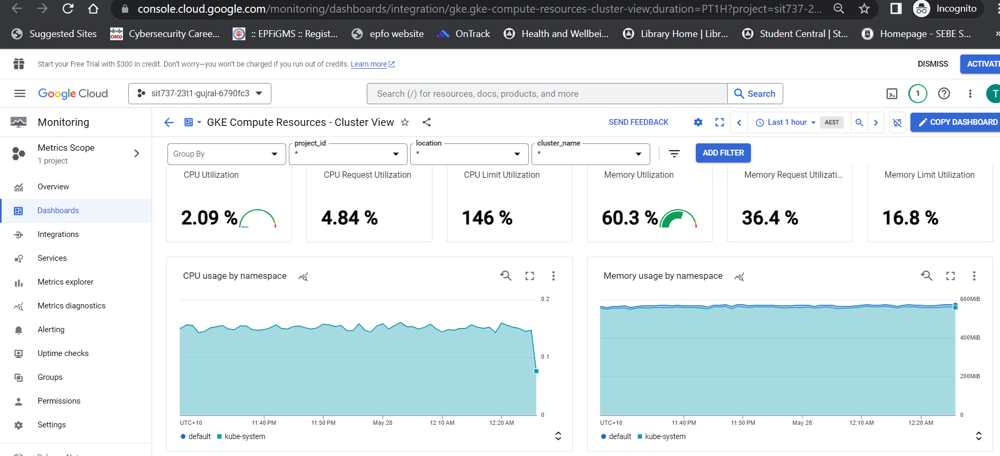 console.cloud.google.com/monitoring/dashboards/integration/gke.gke-compute-resources-cluster-view;duration=PT1H?project=sit737-2...
Incognito
Suggested Sites
Cybersecurity Caree...
:: EPFiGMS :: Regist...
epfo website
OnTrack
Health and Wellbei...
Library Home | Libr...
Student Central | St...
Homepage - SEBE S...
»
Start your Free Trial with $300 in credit. Don't worry—you won't be charged if you run out of credits. Learn more
DISMISS
ACTIVAT
Google Cloud
sit737-23t1-gujral-6790fc3
Search (/) for resources, docs, products, and more
Search
1
T
Monitoring
GKE Compute Resources - Cluster View
SEND FEEDBACK
Last 1 hour
AEST
COPY DASHBOARD
Metrics Scope
1 project
Overview
Dashboards
Integrations
Services
Metrics explorer
Metrics diagnostics
Alerting
Uptime checks
Groups
Permissions
Settings
Group By
project_id
*
location
*
cluster_name
*
ADD FILTER
CPU Utilization
2.09 %
CPU Request Utilization
4.84 %
CPU Limit Utilization
146 %
Memory Utilization
60.3 %
Memory Request Utilizati...
36.4 %
Memory Limit Utilization
16.8 %
CPU usage by namespace
0.2
0.1
0
UTC+10
11:40 PM
11:50 PM
May 28
12:10 AM
12:20 AM
default
kube-system
Memory usage by namespace
600MiB
400MiB
200MiB
0
UTC+10
11:40 PM
11:50 PM
May 28
12:10 AM
12:20 AM
default
kube-system